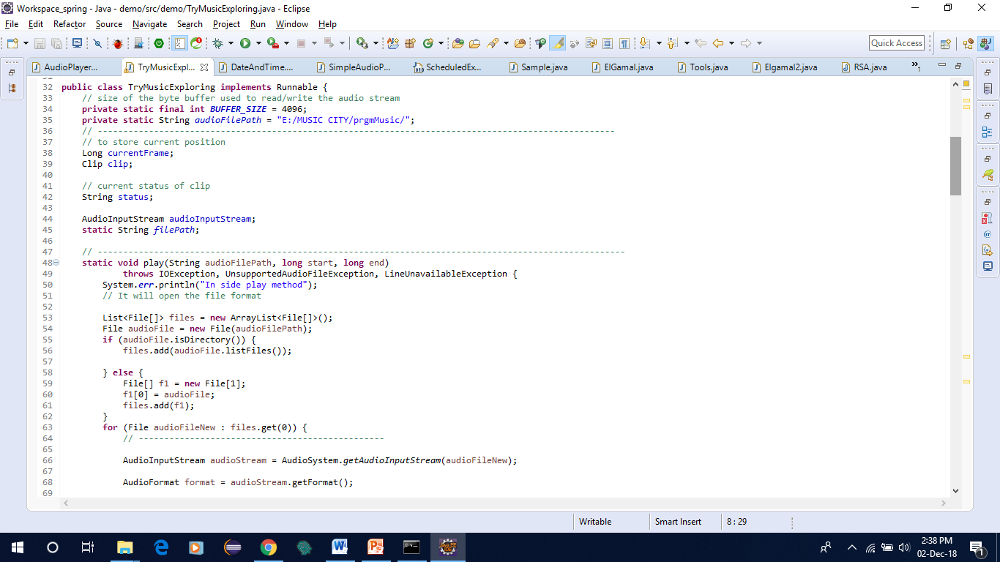 Workspace_spring - Java - demo/src/demo/TryMusicExploring.java - Eclipse
File Edit Refactor Source Navigate Search Project Run Window Help
Quick Access
AudioPlayer... TryMusicExpl... DateAndTime.... SimpleAudioP... ScheduledEx... Sample.java ElGamal.java Tools.java Elgamal2.java RSA.java »1
32 public class TryMusicExploring implements Runnable {
33 // size of the byte buffer used to read/write the audio stream
34 private static final int BUFFER_SIZE = 4096;
35 private static String audioFilePath = "E:/MUSIC CITY/prgmMusic/";
36 // -----------------------------------------------------------------------------------------------------
37 // to store current position
38 Long currentFrame;
39 Clip clip;
40
41 // current status of clip
42 String status;
43
44 AudioInputStream audioInputStream;
45 static String filePath;
46
47 // -------------------------------------------------------------------------------------------------------
48 static void play(String audioFilePath, long start, long end)
49 throws IOException, UnsupportedAudioFileException, LineUnavailableException {
50 System.err.println("In side play method");
51 // It will open the file format
52
53 List<File[]> files = new ArrayList<File[]>();
54 File audioFile = new File(audioFilePath);
55 if (audioFile.isDirectory()) {
56 files.add(audioFile.listFiles());
57
58 } else {
59 File[] f1 = new File[1];
60 f1[0] = audioFile;
61 files.add(f1);
62 }
63 for (File audioFileNew : files.get(0)) {
64 // ------------------------------------------------
65
66 AudioInputStream audioStream = AudioSystem.getAudioInputStream(audioFileNew);
67
68 AudioFormat format = audioStream.getFormat();
69
Writable Smart Insert 8 : 29
2:38 PM
02-Dec-18
1